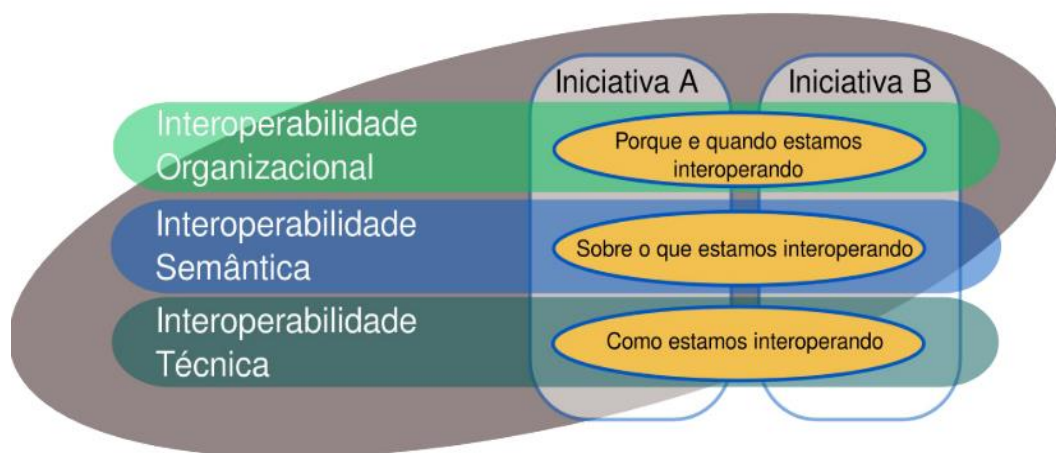 Iniciativa A
Iniciativa B
Interoperabilidade
Organizacional
Porque e quando estamos
interoperando
Interoperabilidade
Semântica
Sobre o que estamos interoperando
Interoperabilidade
Técnica
Como estamos interoperando